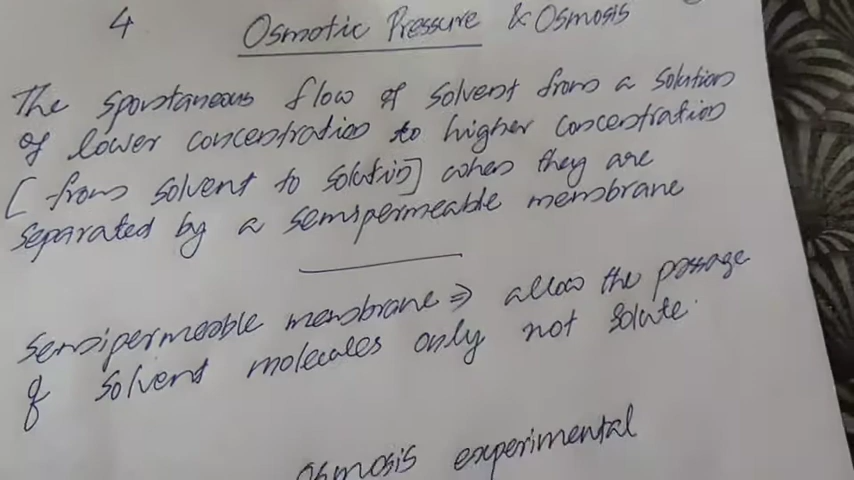 4
Osmotic Pressure & Osmosis
The spontaneous flow of solvent from a solution
of lower concentration to higher concentration
[ from solvent to solution] when they are
separated by a semipermeable membrane
Semipermeable membrane ⇒ allow the passage
of solvent molecules only not solute.
Osmosis experimental